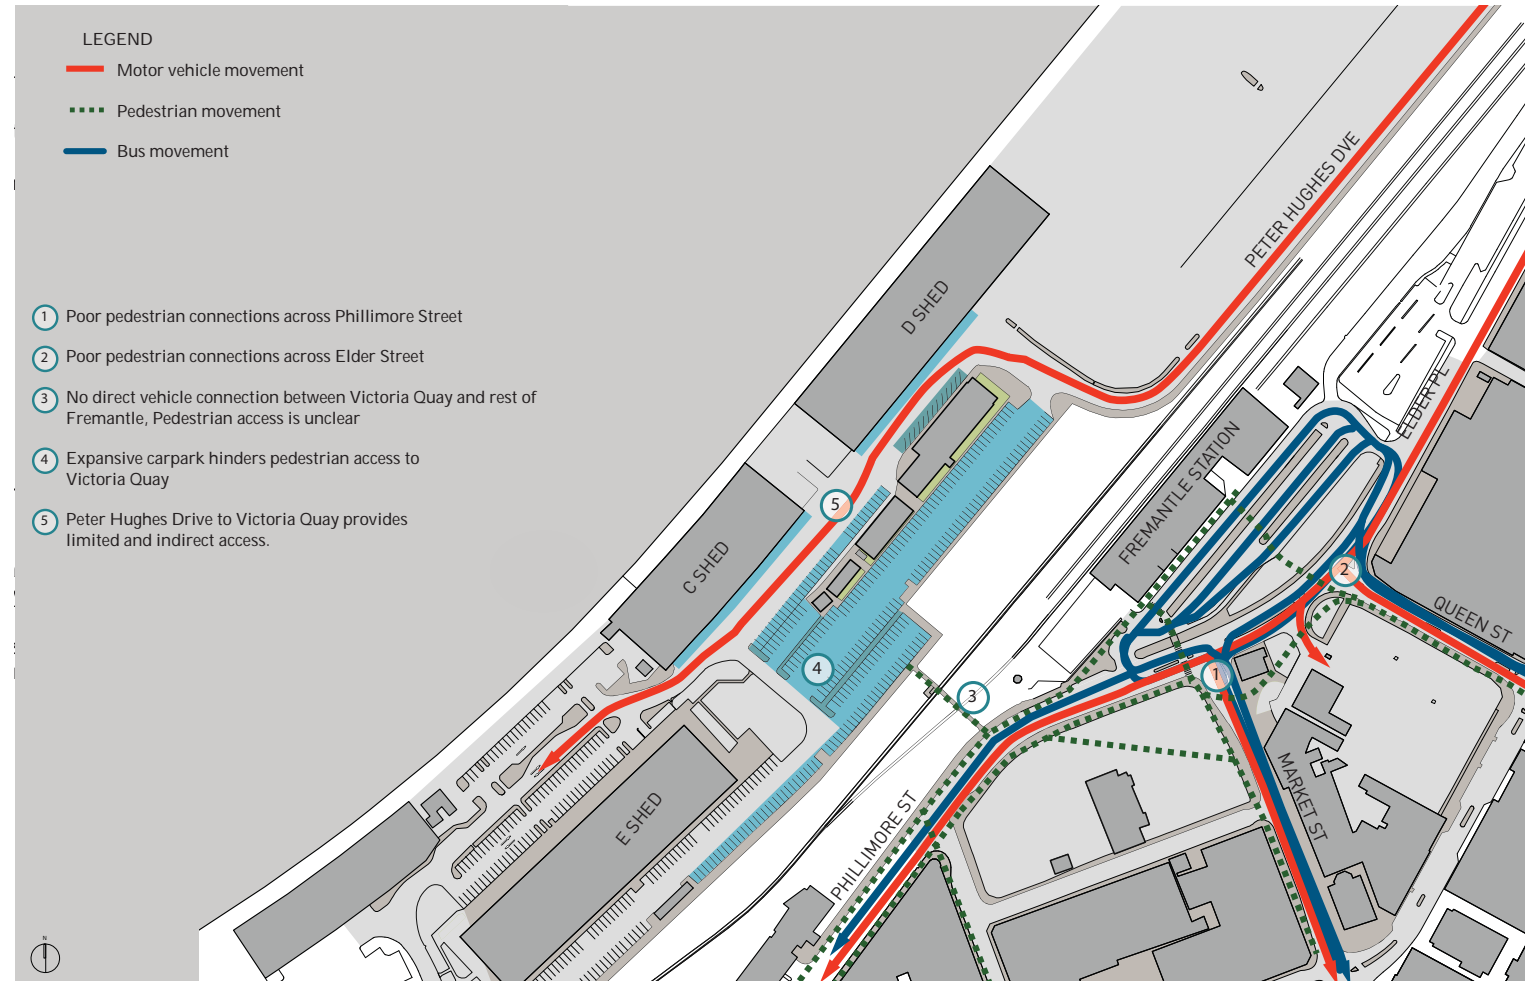 LEGEND
Motor vehicle movement
Pedestrian movement
Bus movement
1 Poor pedestrian connections across Phillimore Street
2 Poor pedestrian connections across Elder Street
3 No direct vehicle connection between Victoria Quay and rest of
Fremantle, Pedestrian access is unclear
4 Expansive carpark hinders pedestrian access to
Victoria Quay
5 Peter Hughes Drive to Victoria Quay provides
limited and indirect access.
PETER HUGHES DVE
D SHED
ELDER PL
FREMANTLE STATION
5
C SHED
2
QUEEN ST
4
1
3
MARKET ST
E SHED
PHILLIMORE ST
N